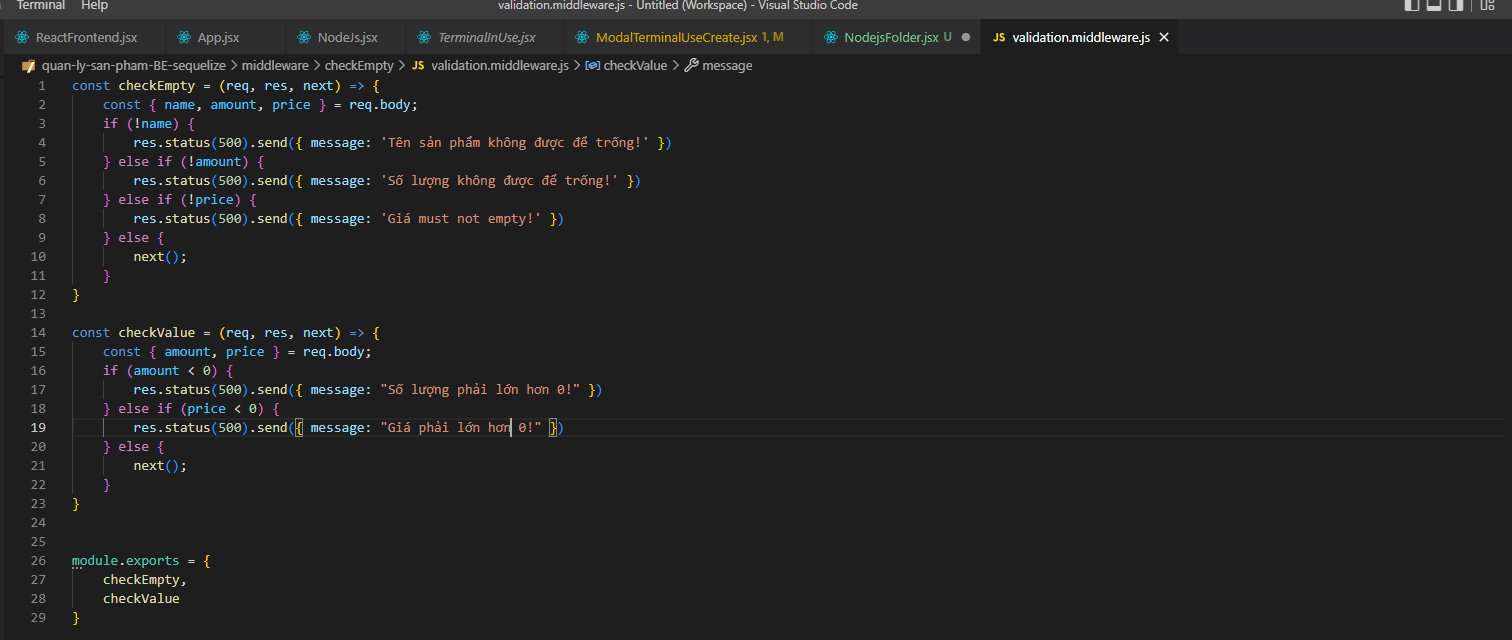 Terminal Help validation.middleware.js - Untitled (Workspace) - Visual Studio Code
ReactFrontend.jsx App.jsx NodeJs.jsx TerminalInUse.jsx ModalTerminalUseCreate.jsx 1, M NodejsFolder.jsx U JS validation.middleware.js
quan-ly-san-pham-BE-sequelize > middleware > checkEmpty > JS validation.middleware.js > checkValue > message
1 const checkEmpty = (req, res, next) => {
2 const { name, amount, price } = req.body;
3 if (!name) {
4 res.status(500).send({ message: 'Tên sản phẩm không được để trống!' })
5 } else if (!amount) {
6 res.status(500).send({ message: 'Số lượng không được để trống!' })
7 } else if (!price) {
8 res.status(500).send({ message: 'Giá must not empty!' })
9 } else {
10 next();
11 }
12 }
13
14 const checkValue = (req, res, next) => {
15 const { amount, price } = req.body;
16 if (amount < 0) {
17 res.status(500).send({ message: "Số lượng phải lớn hơn 0!" })
18 } else if (price < 0) {
19 res.status(500).send({ message: "Giá phải lớn hơn 0!" })
20 } else {
21 next();
22 }
23 }
24
25
26 module.exports = {
27 checkEmpty,
28 checkValue
29 }